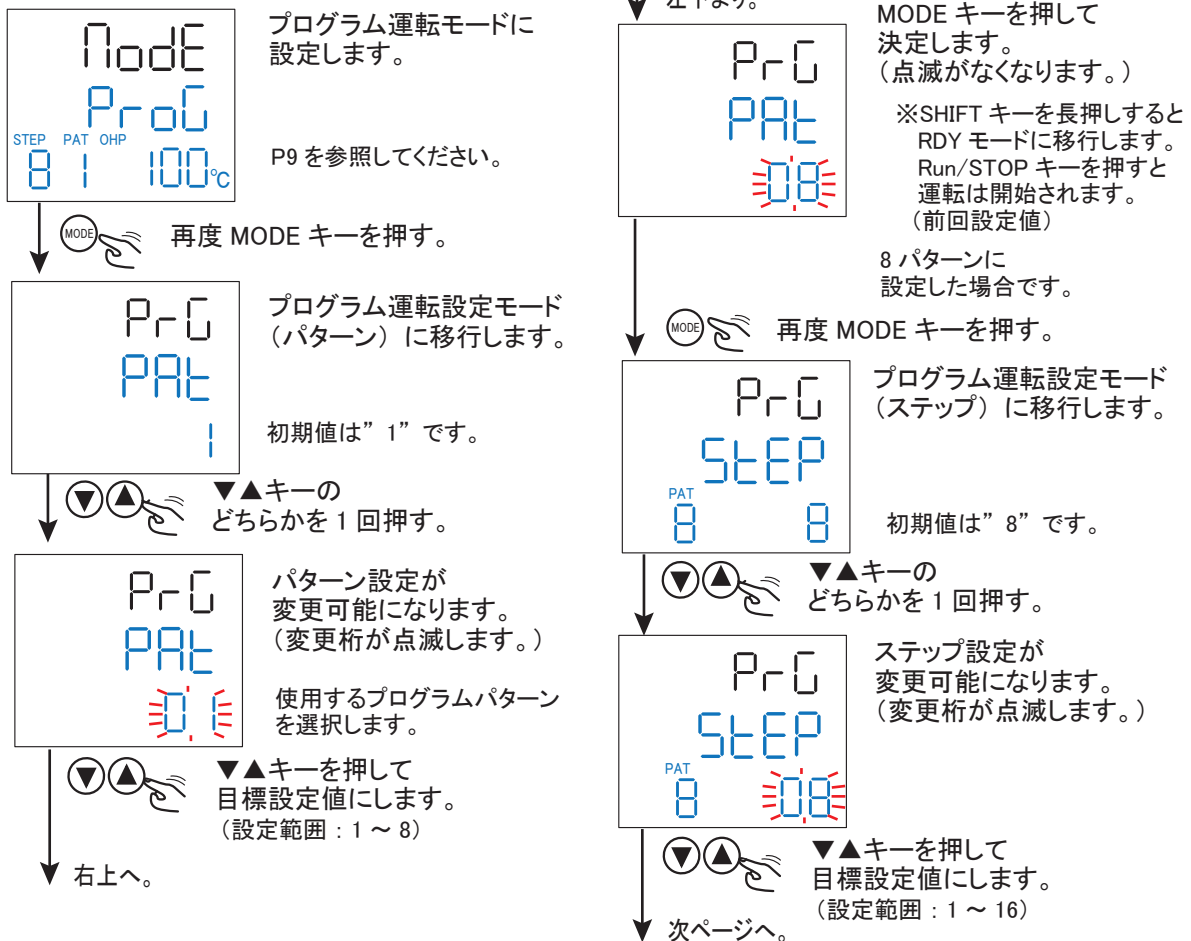 ModE
プログラム運転モードに
設定します。
ProG
STEP PAT OHP
8 1 100℃
P9 を参照してください。
MODE
再度 MODE キーを押す。
PrG
プログラム運転設定モード
（パターン）に移行します。
PAt
1
初期値は”1”です。
▼▲
▼▲キーの
どちらかを 1 回押す。
PrG
パターン設定が
変更可能になります。
（変更桁が点滅します。）
PAt
01
使用するプログラムパターン
を選択します。
▼▲
▼▲キーを押して
目標設定値にします。
（設定範囲：1 ～ 8）
右上へ。
PrG
MODE キーを押して
決定します。
（点滅がなくなります。）
PAt
08
※SHIFT キーを長押しすると
RDY モードに移行します。
Run/STOP キーを押すと
運転は開始されます。
（前回設定値）
8 パターンに
設定した場合です。
MODE
再度 MODE キーを押す。
PrG
プログラム運転設定モード
（ステップ）に移行します。
StEP
PAT
8 8
初期値は”8”です。
▼▲
▼▲キーの
どちらかを 1 回押す。
PrG
ステップ設定が
変更可能になります。
（変更桁が点滅します。）
StEP
PAT
8 08
▼▲
▼▲キーを押して
目標設定値にします。
（設定範囲：1 ～ 16）
次ページへ。